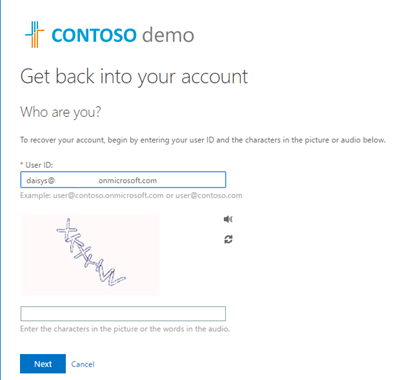 CONTOSO demo
Get back into your account
Who are you?
To recover your account, begin by entering your user ID and the characters in the picture or audio below.
* User ID:
daisys@ .onmicrosoft.com
Example: user@contoso.onmicrosoft.com or user@contoso.com
Enter the characters in the picture or the words in the audio.
Next Cancel